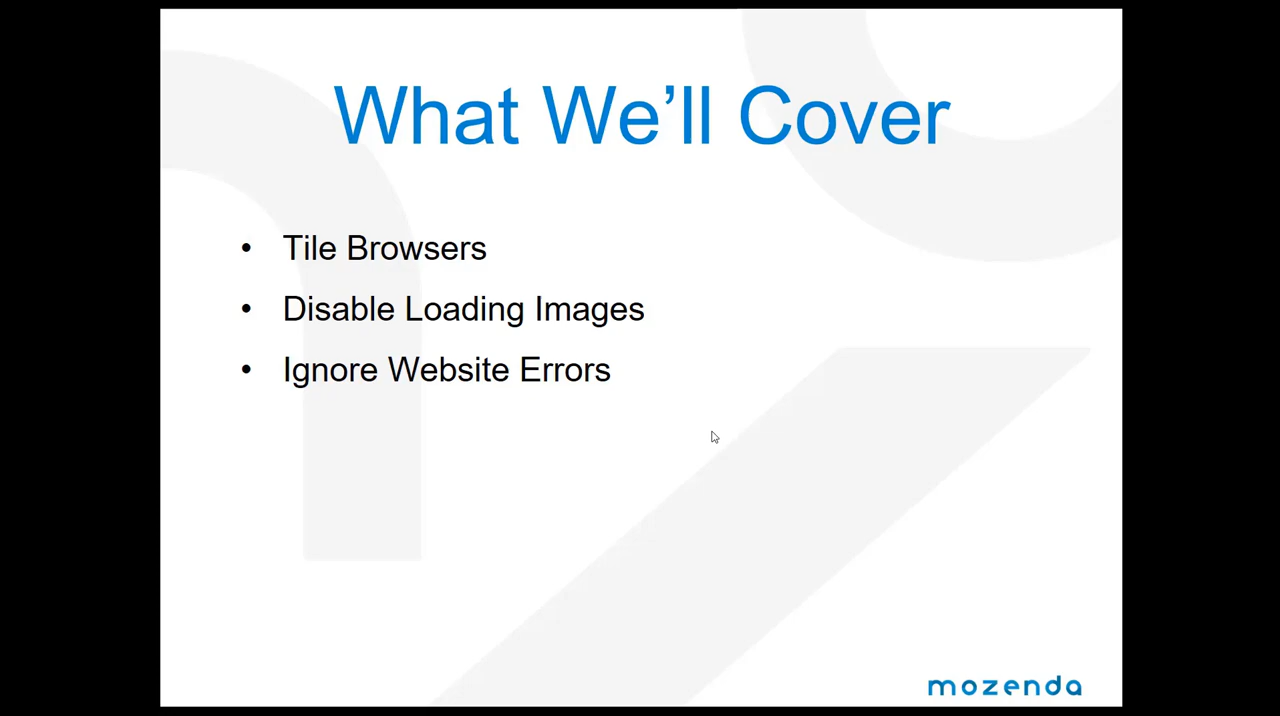 What We’ll Cover
• Tile Browsers
• Disable Loading Images
• Ignore Website Errors
mozenda